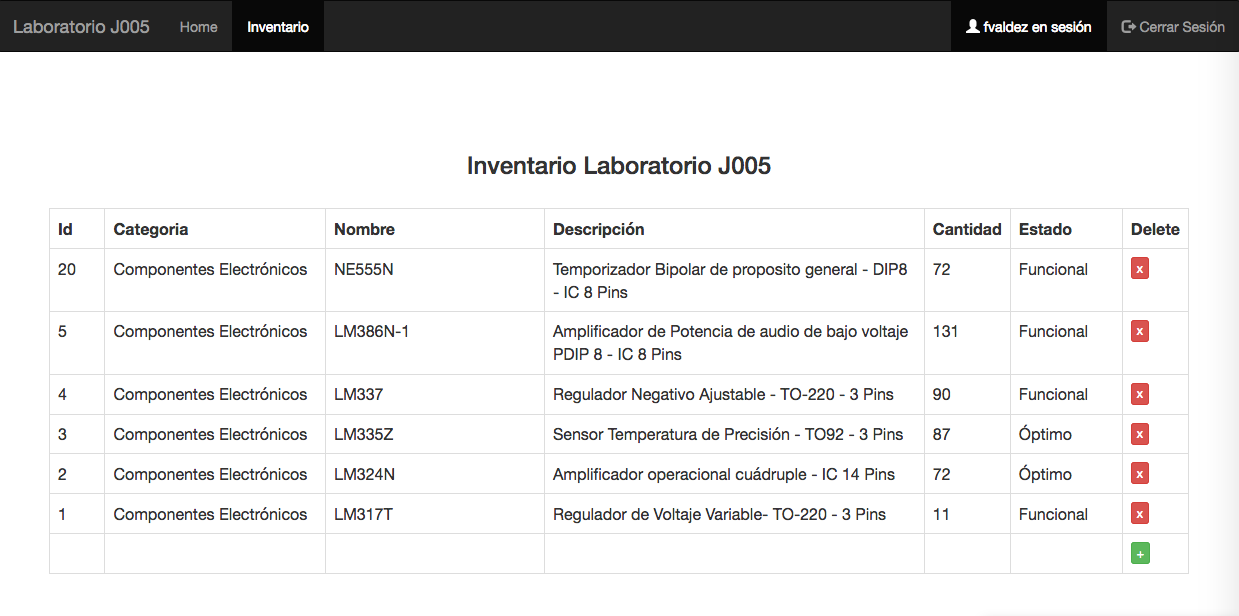 Laboratorio J005 Home Inventario fvaldez en sesión Cerrar Sesión
Inventario Laboratorio J005
Id Categoria Nombre Descripción Cantidad Estado Delete
20 Componentes Electrónicos NE555N Temporizador Bipolar de proposito general - DIP8 72 Funcional x
- IC 8 Pins
5 Componentes Electrónicos LM386N-1 Amplificador de Potencia de audio de bajo voltaje 131 Funcional x
PDIP 8 - IC 8 Pins
4 Componentes Electrónicos LM337 Regulador Negativo Ajustable - TO-220 - 3 Pins 90 Funcional x
3 Componentes Electrónicos LM335Z Sensor Temperatura de Precisión - TO92 - 3 Pins 87 Óptimo x
2 Componentes Electrónicos LM324N Amplificador operacional cuádruple - IC 14 Pins 72 Óptimo x
1 Componentes Electrónicos LM317T Regulador de Voltaje Variable- TO-220 - 3 Pins 11 Funcional x
+